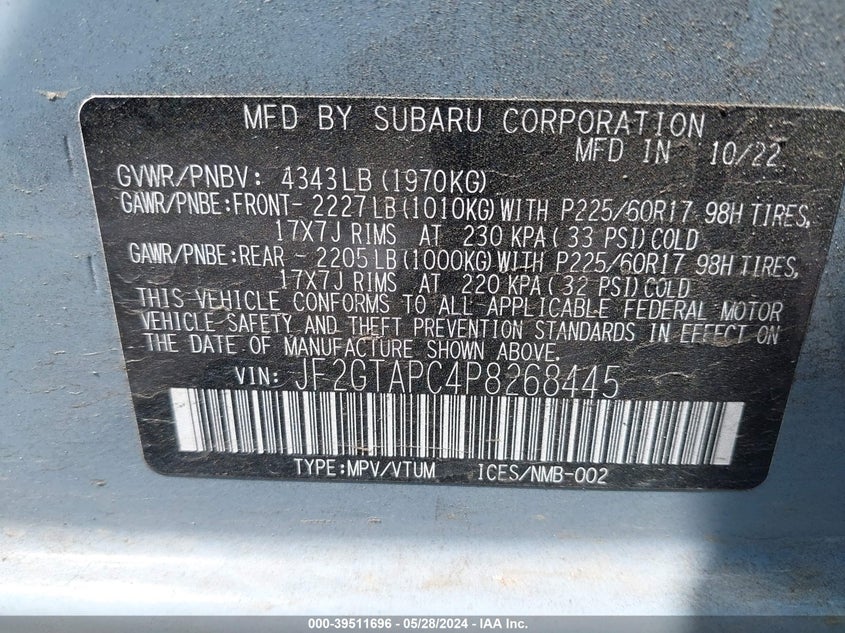 MFD BY SUBARU CORPORATION
MFD IN 10/22
GVWR/PNBV: 4343LB (1970KG)
GAWR/PNBE:FRONT- 2227LB(1010KG)WITH P225/60R17 98H TIRES,
17X7J RIMS AT 230 KPA( 33 PSI)COLD
GAWR/PNBE:REAR - 2205LB(1000KG)WITH P225/60R17 98H TIRES,
17X7J RIMS AT 220 KPA( 32 PSI)COLD
THIS VEHICLE CONFORMS TO ALL APPLICABLE FEDERAL MOTOR
VEHICLE SAFETY AND THEFT PREVENTION STANDARDS IN EFFECT ON
THE DATE OF MANUFACTURE SHOWN ABOVE.
VIN: JF2GTAPC4P8268445
TYPE:MPV/VTUM ICES/NMB-002
000-39511696 - 05/28/2024 - IAA Inc.